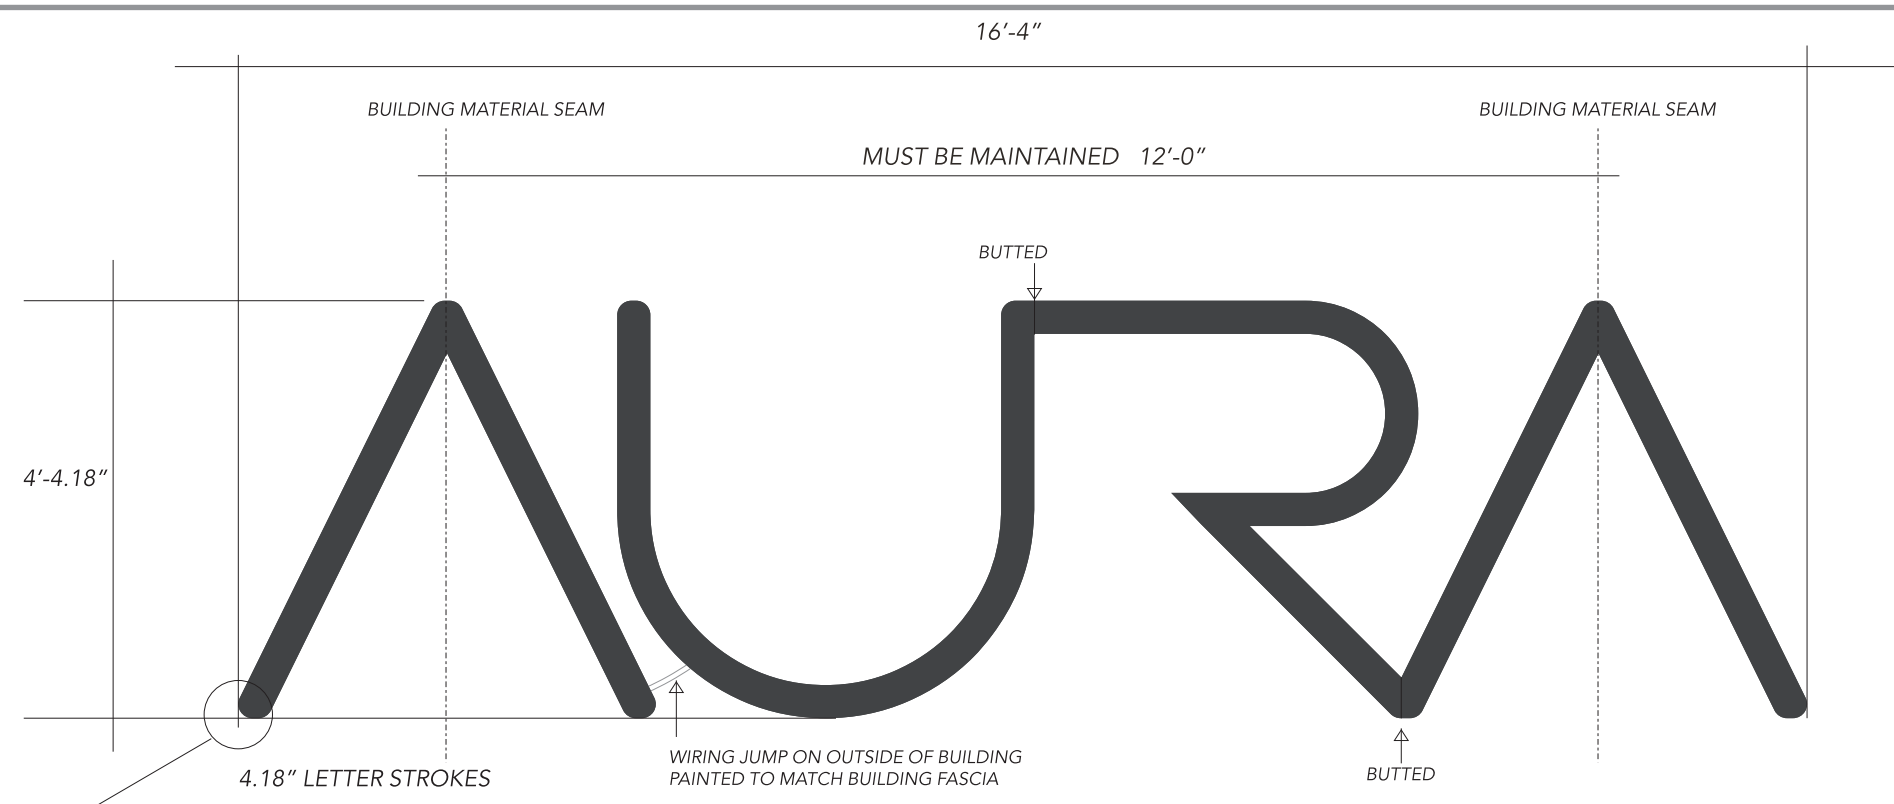 16’-4”
BUILDING MATERIAL SEAM
BUILDING MATERIAL SEAM
MUST BE MAINTAINED 12’-0”
BUTTED
AURA
4’-4.18”
WIRING JUMP ON OUTSIDE OF BUILDING
PAINTED TO MATCH BUILDING FASCIA
4.18” LETTER STROKES
BUTTED